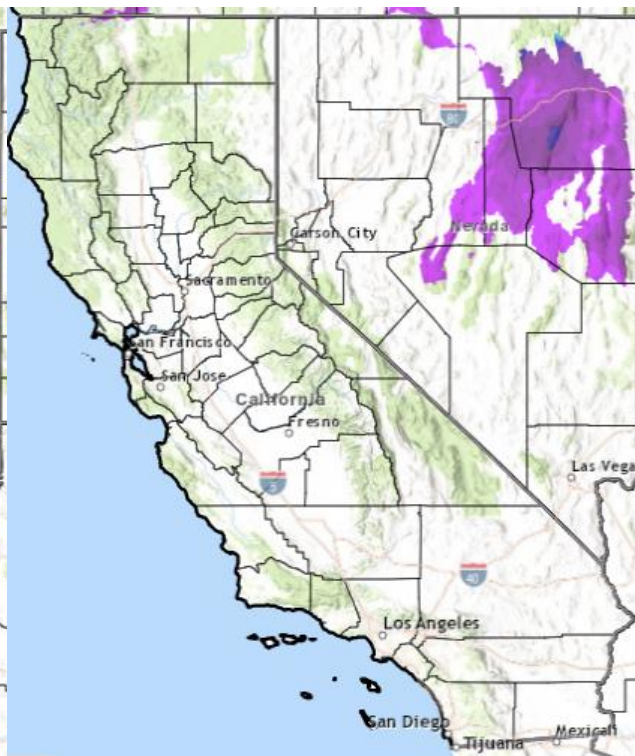 80
Nevada
Carson City
Sacramento
San Francisco
San Jose
California
Fresno
5
Las Vega
40
Los Angeles
San Diego
Tijuana
Mexicali